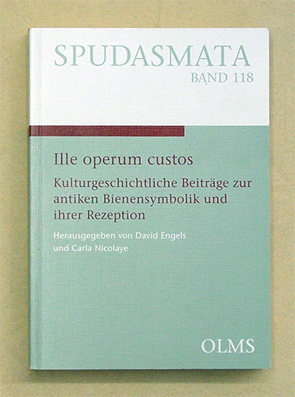 SPUDASMATA
BAND 118
Ille operum custos
Kulturgeschichtliche Beiträge zur
antiken Bienensymbolik und
ihrer Rezeption
Herausgegeben von David Engels
und Carla Nicolaye
OLMS